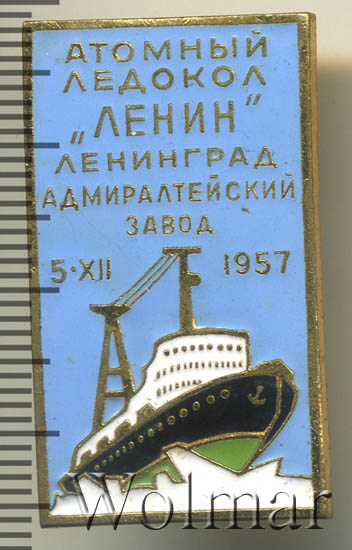 АТОМНЫЙ
ЛЕДОКОЛ
„ЛЕНИН"
ЛЕНИНГРАД
АДМИРАЛТЕЙСКИЙ
ЗАВОД
5·XII 1957
Wolmar